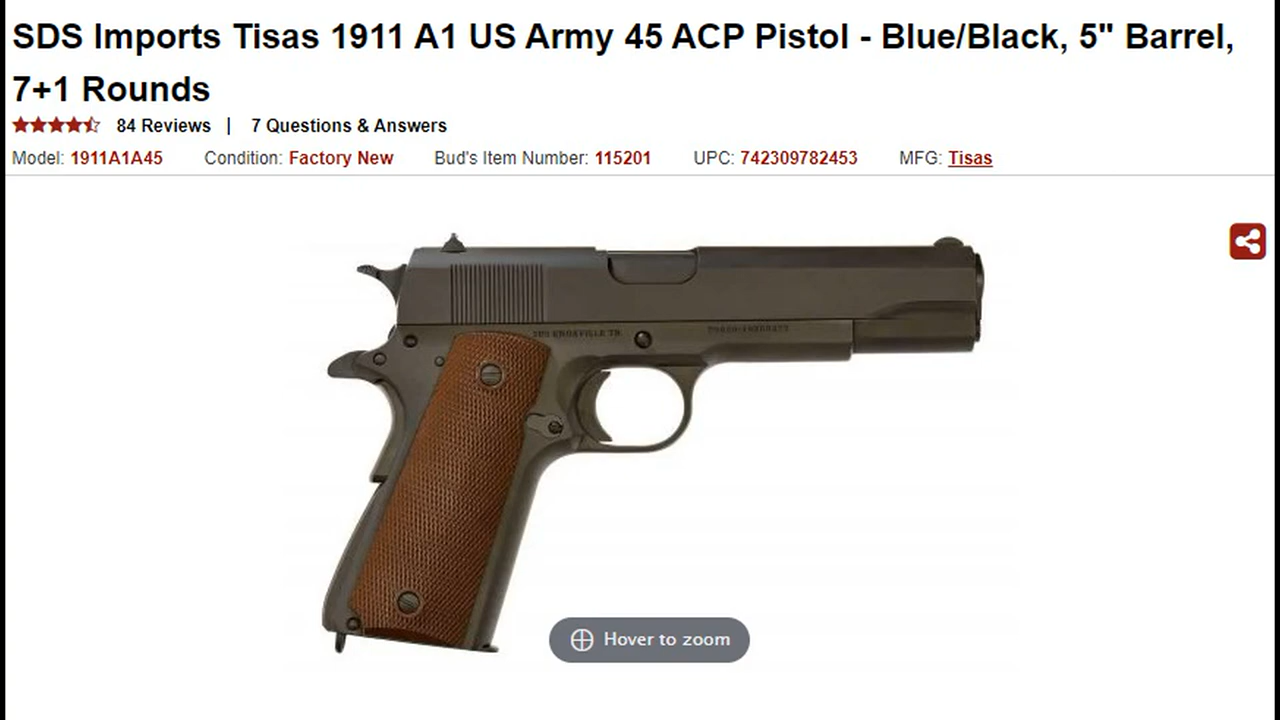 SDS Imports Tisas 1911 A1 US Army 45 ACP Pistol - Blue/Black, 5" Barrel,
7+1 Rounds
84 Reviews | 7 Questions & Answers
Model: 1911A1A45 Condition: Factory New Bud's Item Number: 115201 UPC: 742309782453 MFG: Tisas
KNOXVILLE TN
Hover to zoom